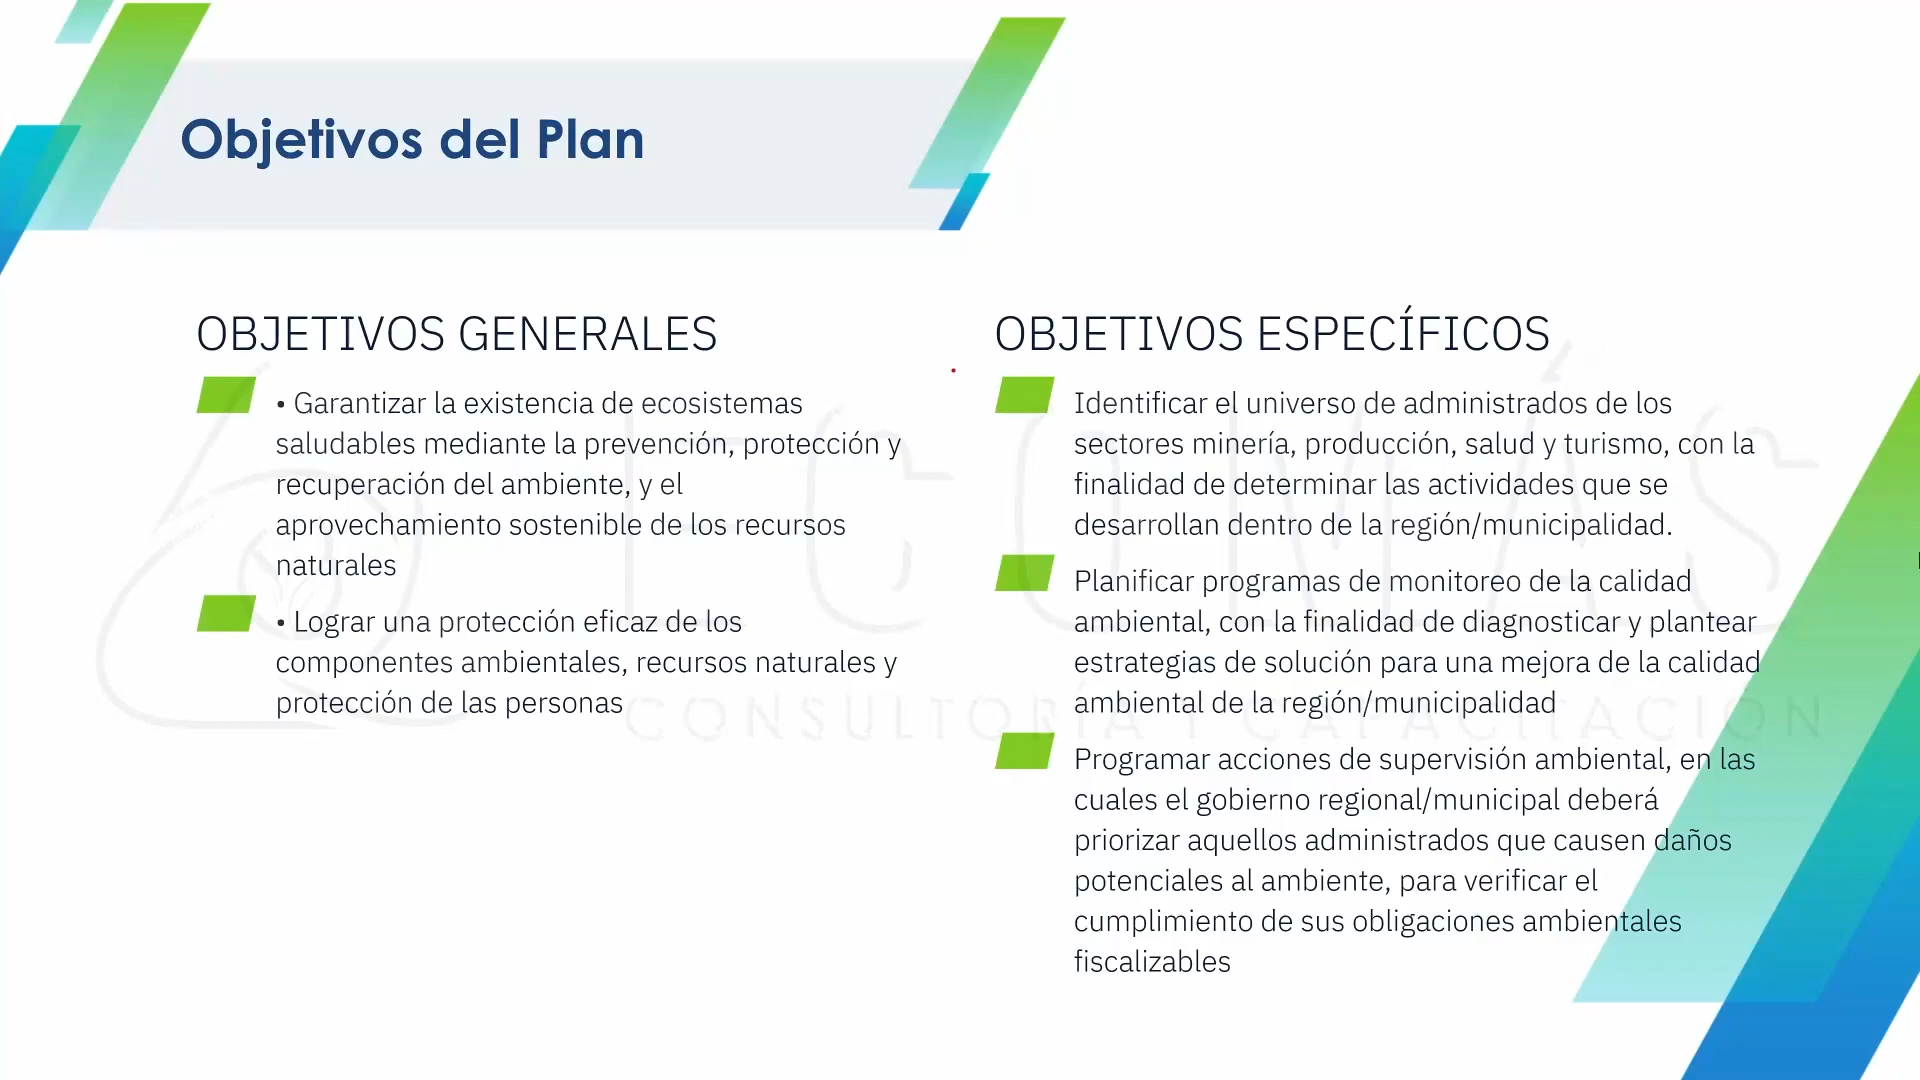 Objetivos del Plan
OBJETIVOS GENERALES
• Garantizar la existencia de ecosistemas
saludables mediante la prevención, protección y
recuperación del ambiente, y el
aprovechamiento sostenible de los recursos
naturales
• Lograr una protección eficaz de los
componentes ambientales, recursos naturales y
protección de las personas
OBJETIVOS ESPECÍFICOS
Identificar el universo de administrados de los
sectores minería, producción, salud y turismo, con la
finalidad de determinar las actividades que se
desarrollan dentro de la región/municipalidad.
Planificar programas de monitoreo de la calidad
ambiental, con la finalidad de diagnosticar y plantear
estrategias de solución para una mejora de la calidad
ambiental de la región/municipalidad
Programar acciones de supervisión ambiental, en las
cuales el gobierno regional/municipal deberá
priorizar aquellos administrados que causen daños
potenciales al ambiente, para verificar el
cumplimiento de sus obligaciones ambientales
fiscalizables
ECOMÁS
CONSULTORÍA Y CAPACITACIÓN